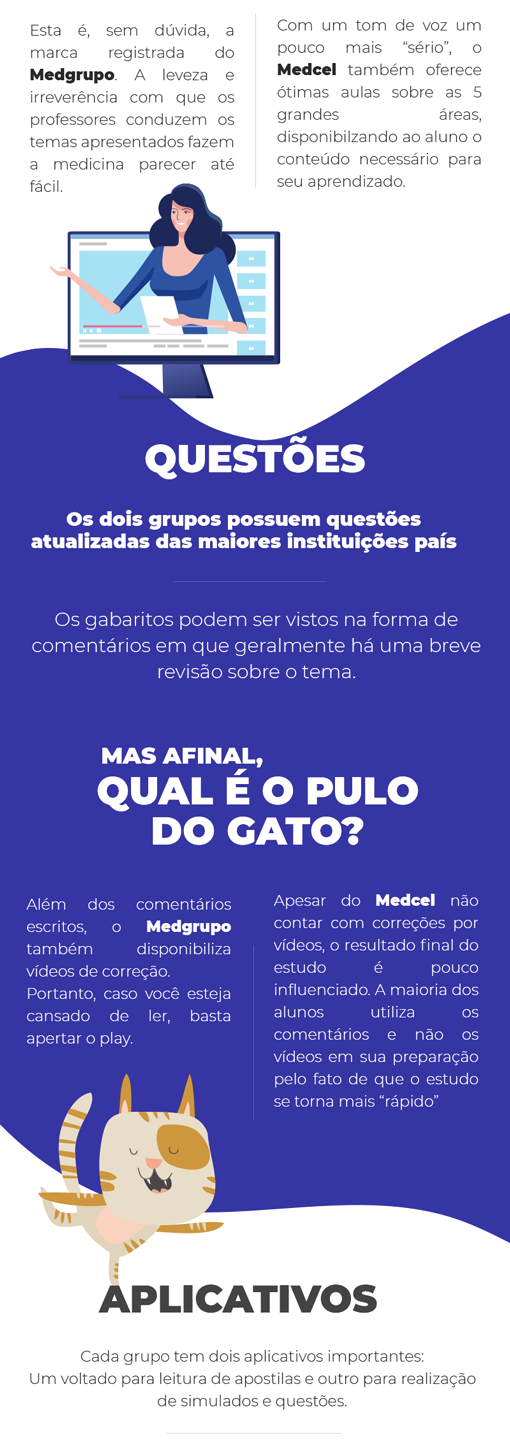 Esta é, sem dúvida, a
marca registrada do
Medgrupo. A leveza e
irreverência com que os
professores conduzem os
temas apresentados fazem
a medicina parecer até
fácil.
Com um tom de voz um
pouco mais “sério”, o
Medcel também oferece
ótimas aulas sobre as 5
grandes áreas,
disponibilzando ao aluno o
conteúdo necessário para
seu aprendizado.
QUESTÕES
Os dois grupos possuem questões
atualizadas das maiores instituições país
Os gabaritos podem ser vistos na forma de
comentários em que geralmente há uma breve
revisão sobre o tema.
MAS AFINAL,
QUAL É O PULO
DO GATO?
Além dos comentários
escritos, o Medgrupo
também disponibiliza
vídeos de correção.
Portanto, caso você esteja
cansado de ler, basta
apertar o play.
Apesar do Medcel não
contar com correções por
vídeos, o resultado final do
estudo é pouco
influenciado. A maioria dos
alunos utiliza os
comentários e não os
vídeos em sua preparação
pelo fato de que o estudo
se torna mais “rápido”
APLICATIVOS
Cada grupo tem dois aplicativos importantes:
Um voltado para leitura de apostilas e outro para realização
de simulados e questões.